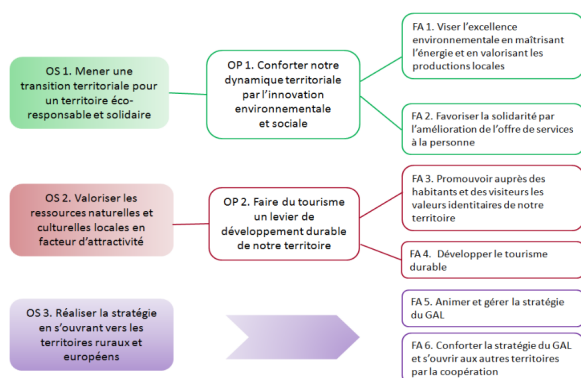 OS 1. Mener une
transition territoriale pour
un territoire éco-
responsable et solidaire
OP 1. Conforter notre
dynamique territoriale
par l'innovation
environnementale
et sociale
FA 1. Viser l'excellence
environnementale en maîtrisant
l'énergie et en valorisant les
productions locales
FA 2. Favoriser la solidarité par
l'amélioration de l'offre de services
à la personne
OS 2. Valoriser les
ressources naturelles et
culturelles locales en
facteur d'attractivité
OP 2. Faire du tourisme
un levier de
développement durable
de notre territoire
FA 3. Promouvoir auprès des
habitants et des visiteurs les
valeurs identitaires de notre
territoire
FA 4. Développer le tourisme
durable
OS 3. Réaliser la stratégie
en s'ouvrant vers les
territoires ruraux et
européens
FA 5. Animer et gérer la stratégie
du GAL
FA 6. Conforter la stratégie du GAL
et s'ouvrir aux autres territoires
par la coopération